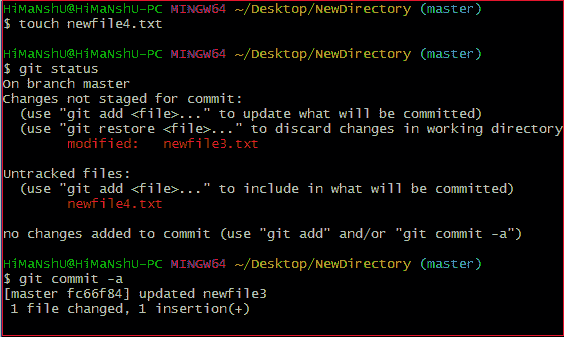 HiMaNshU@HiMaNshU-PC MINGW64 ~/Desktop/NewDirectory (master)
$ touch newfile4.txt
HiMaNshU@HiMaNshU-PC MINGW64 ~/Desktop/NewDirectory (master)
$ git status
On branch master
Changes not staged for commit:
  (use "git add <file>..." to update what will be committed)
  (use "git restore <file>..." to discard changes in working directory
        modified:   newfile3.txt
Untracked files:
  (use "git add <file>..." to include in what will be committed)
        newfile4.txt
no changes added to commit (use "git add" and/or "git commit -a")
HiMaNshU@HiMaNshU-PC MINGW64 ~/Desktop/NewDirectory (master)
$ git commit -a
[master fc66f84] updated newfile3
 1 file changed, 1 insertion(+)